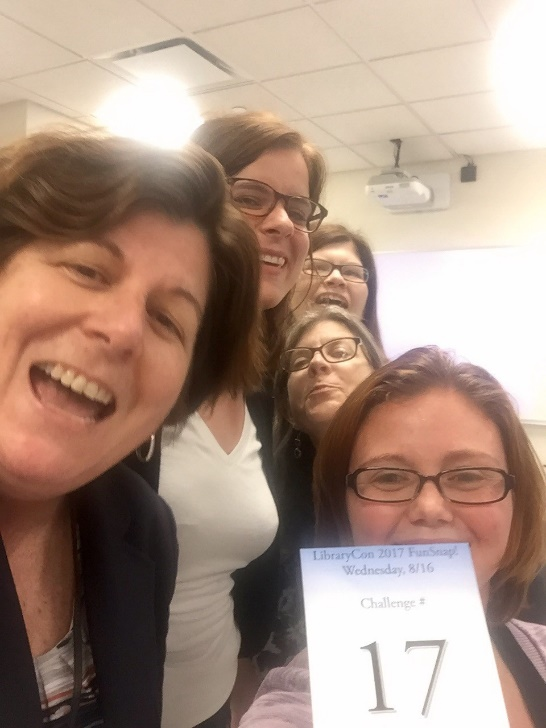 LibraryCon 2017 FunSnap!
Wednesday, 8/16
Challenge #
17